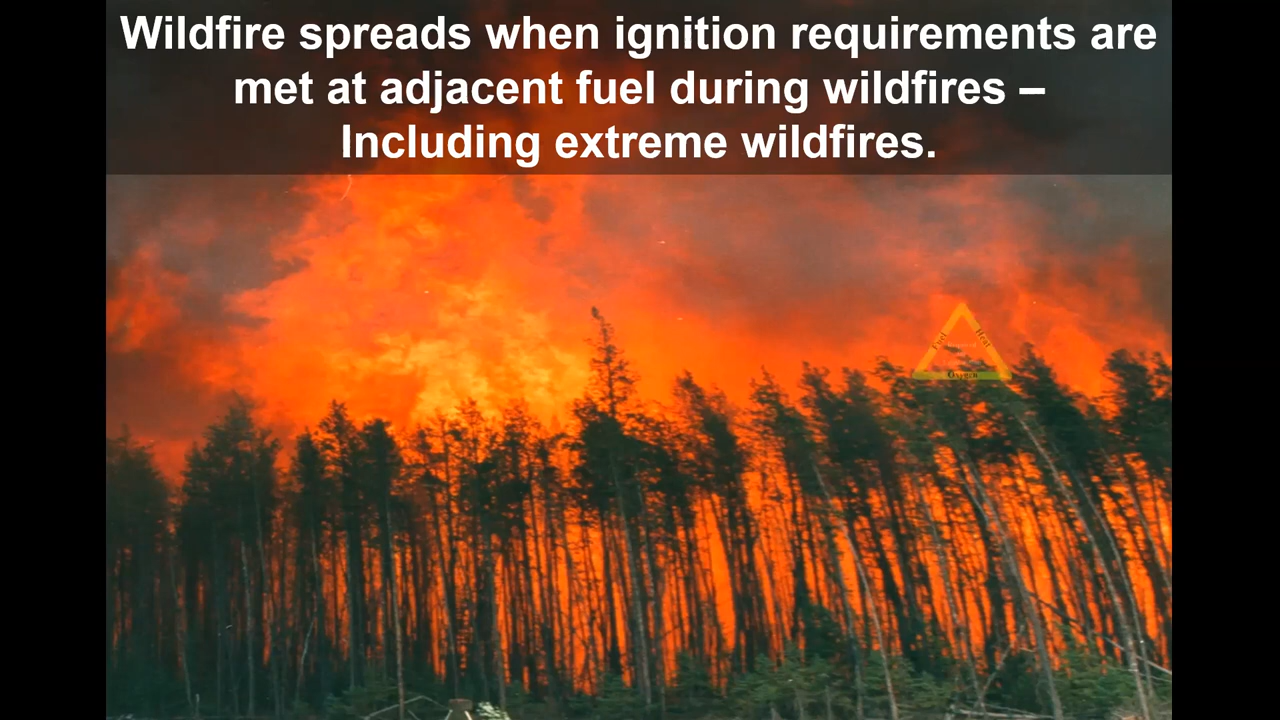 Wildfire spreads when ignition requirements are
met at adjacent fuel during wildfires –
Including extreme wildfires.
Fuel
Heat
Oxygen